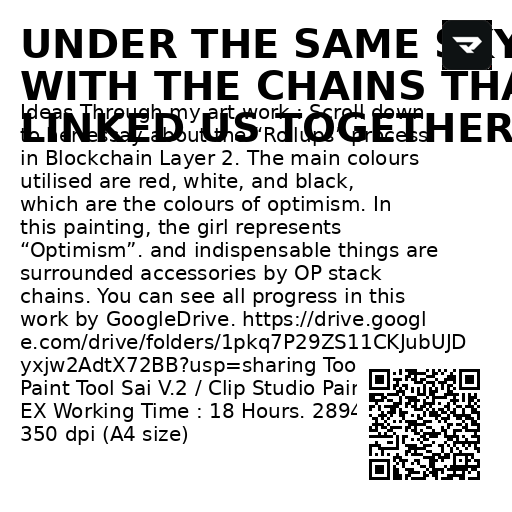 UNDER THE SAME SKY
WITH THE CHAINS THA
LINKED US TOGETHER
Ideas Through my art work : Scroll down
to her essay about the “Rollups” process
in Blockchain Layer 2. The main colours
utilised are red, white, and black,
which are the colours of optimism. In
this painting, the girl represents
“Optimism”. and indispensable things are
surrounded accessories by OP stack
chains. You can see all progress in this
work by GoogleDrive. https://drive.googl
e.com/drive/folders/1pkq7P29ZS11CKJubUJD
yxjw2AdtX72BB?usp=sharing Too
Paint Tool Sai V.2 / Clip Studio Pain
EX Working Time : 18 Hours. 2894
350 dpi (A4 size)